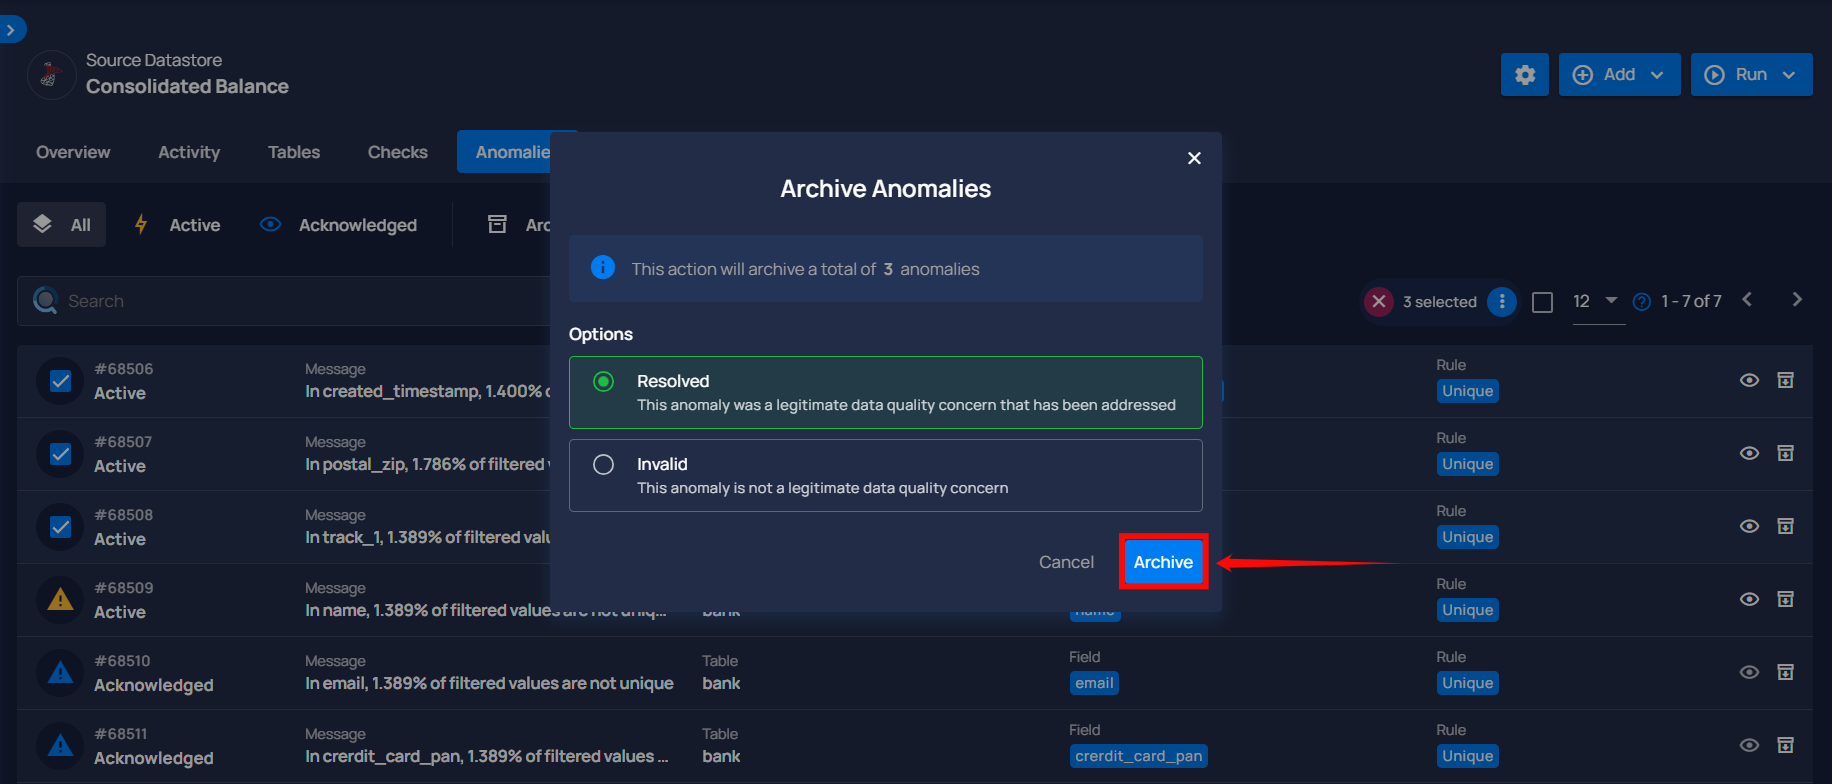 Source Datastore
Consolidated Balance
Add
Run
Overview Activity Tables Checks Anomalie
Archive Anomalies
All Active Acknowledged Arc
This action will archive a total of 3 anomalies
Search
3 selected 12 1 - 7 of 7
Options
Resolved
This anomaly was a legitimate data quality concern that has been addressed
Invalid
This anomaly is not a legitimate data quality concern
Cancel Archive
#68506 Message Rule
Active In created_timestamp, 1.400% Unique
#68507 Message Rule
Active In postal_zip, 1.786% of filtered Unique
#68508 Message Rule
Active In track_1, 1.389% of filtered valu Unique
#68509 Message Rule
Active In name, 1.389% of filtered values are not uniq... bank name Unique
#68510 Message Table Field Rule
Acknowledged In email, 1.389% of filtered values are not unique bank email Unique
#68511 Message Table Field Rule
Acknowledged In crerdit_card_pan, 1.389% of filtered values ... bank crerdit_card_pan Unique